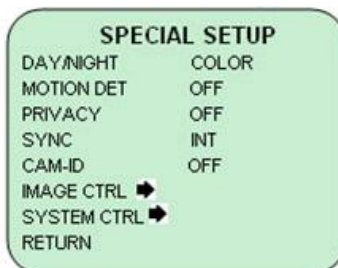 SPECIAL SETUP
DAY/NIGHT COLOR
MOTION DET OFF
PRIVACY OFF
SYNC INT
CAM-ID OFF
IMAGE CTRL
SYSTEM CTRL
RETURN